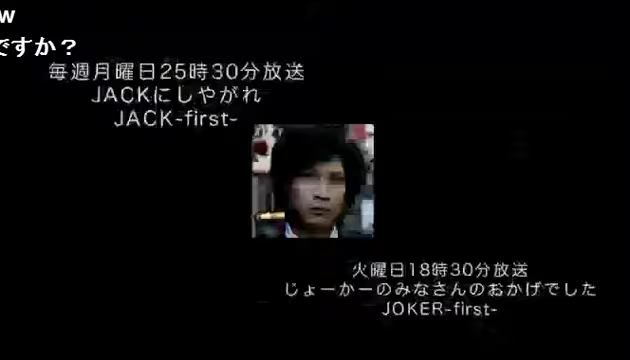 w
ですか？
毎週月曜日25時30分放送
JACKにしやがれ
JACK-first-
火曜日18時30分放送
じょーかーのみなさんのおかげでした
JOKER-first-